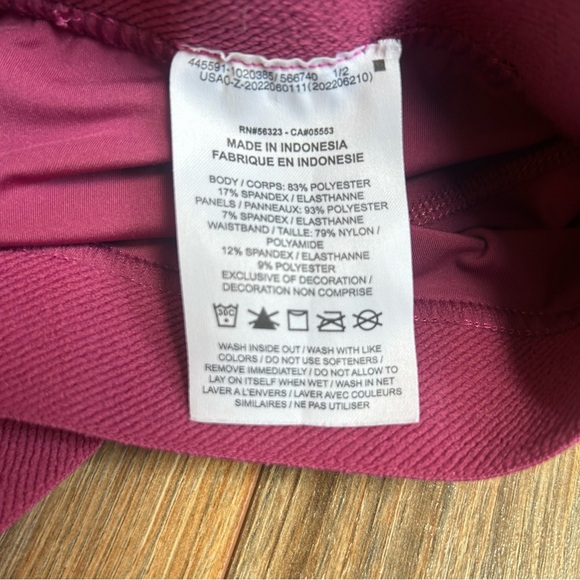 445591-1020385/566740 1/2
USA0-Z-2022060111(202206210)
RN#56323 - CA#05553
MADE IN INDONESIA
FABRIQUE EN INDONESIE
BODY / CORPS: 83% POLYESTER
17% SPANDEX / ELASTHANNE
PANELS / PANNEAUX: 93% POLYESTER
7% SPANDEX / ELASTHANNE
WAISTBAND / TAILLE: 79% NYLON /
POLYAMIDE
12% SPANDEX / ELASTHANNE
9% POLYESTER
EXCLUSIVE OF DECORATION /
DECORATION NON COMPRISE
30C
WASH INSIDE OUT / WASH WITH LIKE
COLORS / DO NOT USE SOFTENERS /
REMOVE IMMEDIATELY / DO NOT ALLOW TO
LAY ON ITSELF WHEN WET / WASH IN NET
LAVER A L'ENVERS / LAVER AVEC COULEURS
SIMILAIRES / NE PAS UTILISER